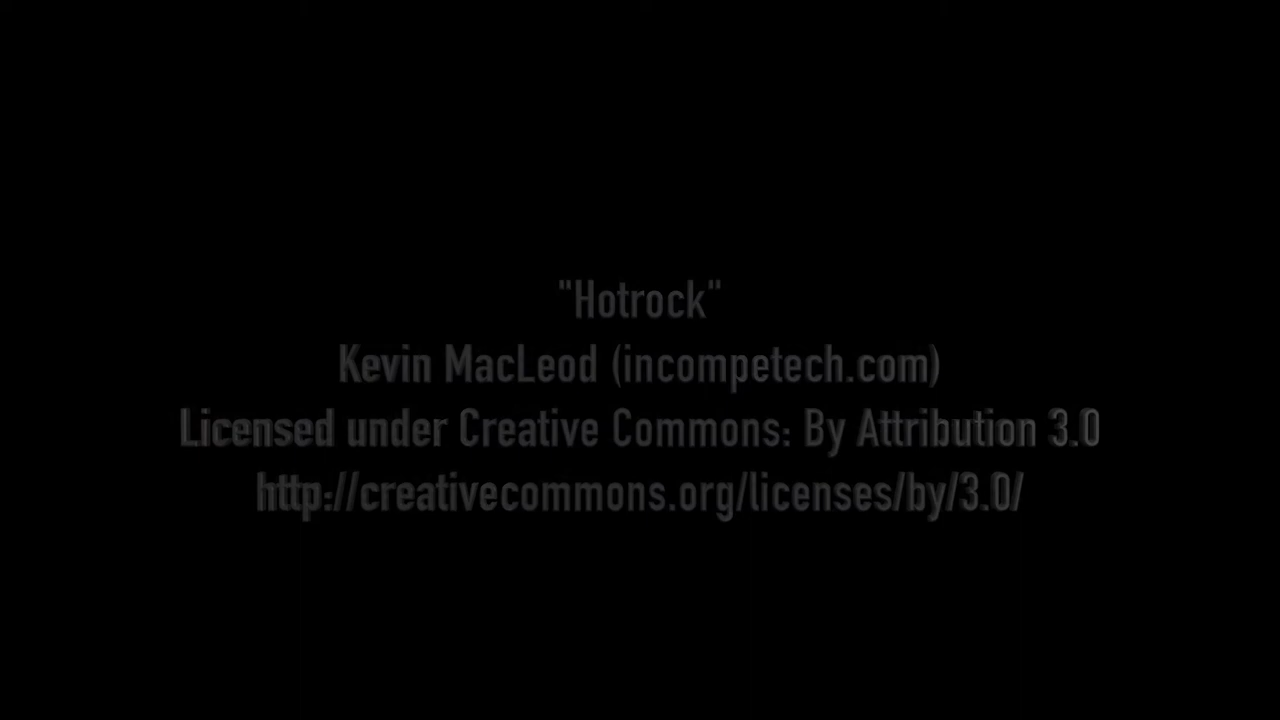 "Hotrock"
Kevin MacLeod (incompetech.com)
Licensed under Creative Commons: By Attribution 3.0
http://creativecommons.org/licenses/by/3.0/